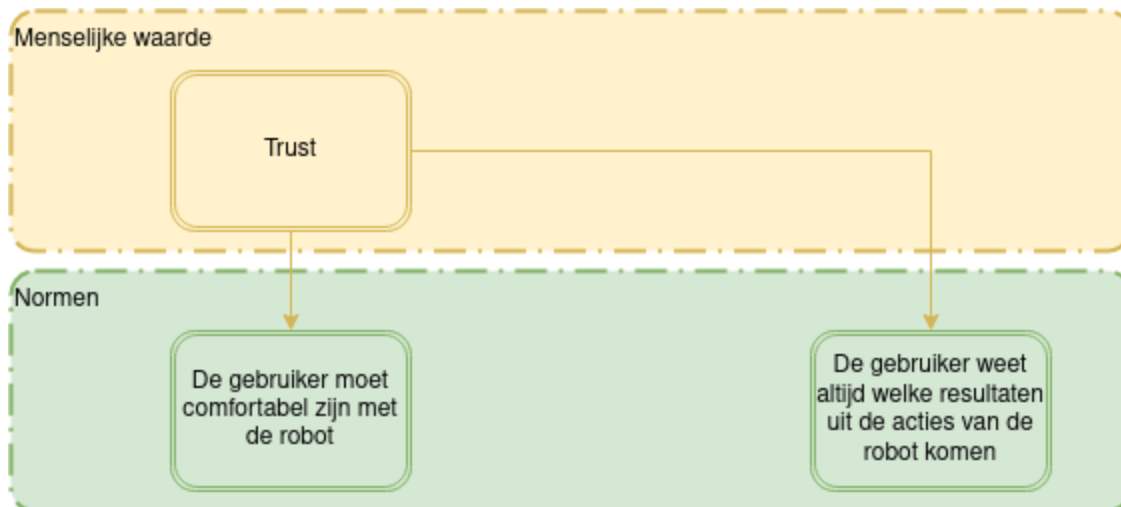 Menselijke waarde
Trust
Normen
De gebruiker moet
comfortabel zijn met
de robot
De gebruiker weet
altijd welke resultaten
uit de acties van de
robot komen